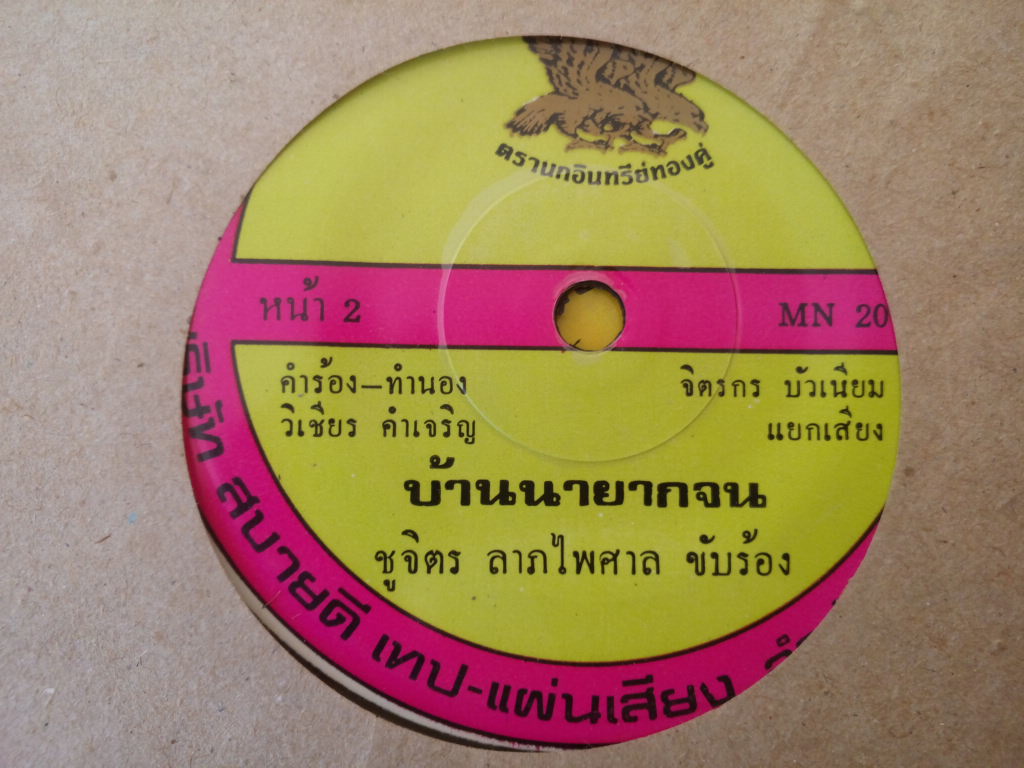 ตรานกอินทรีย์ทองคู่
หน้า 2
MN 20
คำร้อง–ทำนอง
วิเชียร คำเจริญ
จิตรกร บัวเนียม
แยกเสียง
บ้านนายากจน
ชูจิตร ลาภไพศาล ขับร้อง
สบายดี เทป-แผ่นเสียง